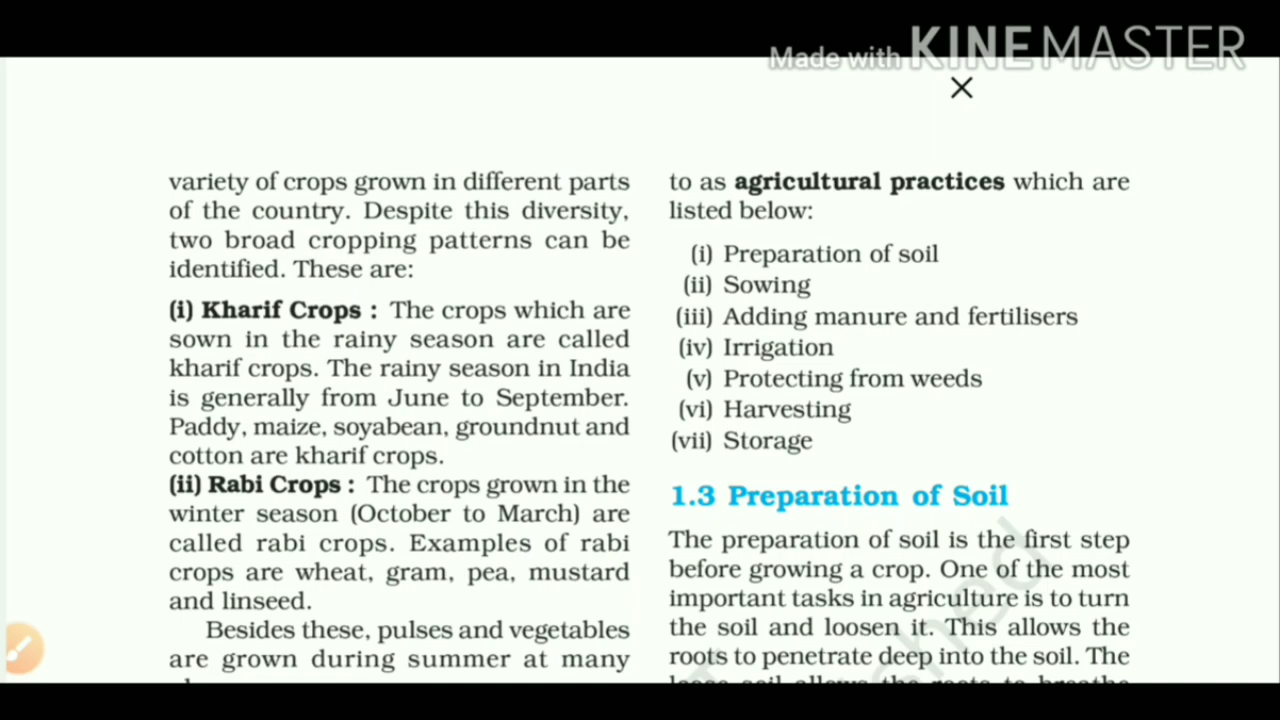 Made with KINEMASTER
variety of crops grown in different parts
of the country. Despite this diversity,
two broad cropping patterns can be
identified. These are:
(i) Kharif Crops : The crops which are
sown in the rainy season are called
kharif crops. The rainy season in India
is generally from June to September.
Paddy, maize, soyabean, groundnut and
cotton are kharif crops.
(ii) Rabi Crops : The crops grown in the
winter season (October to March) are
called rabi crops. Examples of rabi
crops are wheat, gram, pea, mustard
and linseed.
Besides these, pulses and vegetables
are grown during summer at many
to as agricultural practices which are
listed below:
(i) Preparation of soil
(ii) Sowing
(iii) Adding manure and fertilisers
(iv) Irrigation
(v) Protecting from weeds
(vi) Harvesting
(vii) Storage
1.3 Preparation of Soil
The preparation of soil is the first step
before growing a crop. One of the most
important tasks in agriculture is to turn
the soil and loosen it. This allows the
roots to penetrate deep into the soil. The
loose soil allows the roots to breathe